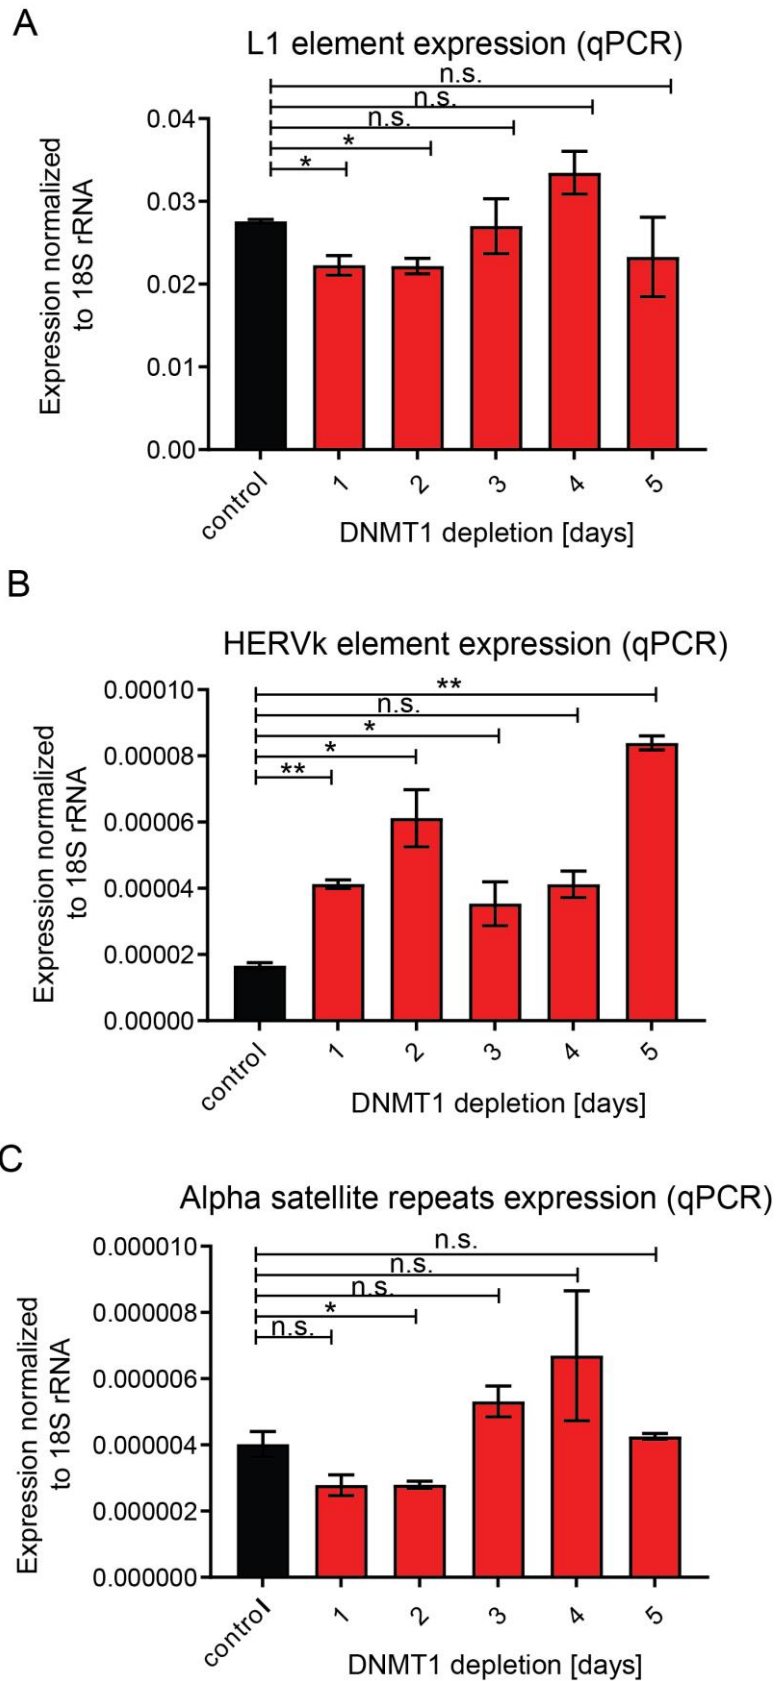 A
L1 element expression (qPCR)
n.s.
n.s.
n.s.
*
*
0.04
0.03
0.02
0.01
0.00
Expression normalized
to 18S rRNA
control
1
2
3
4
5
DNMT1 depletion [days]
B
HERVk element expression (qPCR)
**
n.s.
*
*
**
0.00010
0.00008
0.00006
0.00004
0.00002
0.00000
Expression normalized
to 18S rRNA
control
1
2
3
4
5
DNMT1 depletion [days]
C
Alpha satellite repeats expression (qPCR)
n.s.
n.s.
n.s.
*
n.s.
0.000010
0.000008
0.000006
0.000004
0.000002
0.000000
Expression normalized
to 18S rRNA
control
1
2
3
4
5
DNMT1 depletion [days]